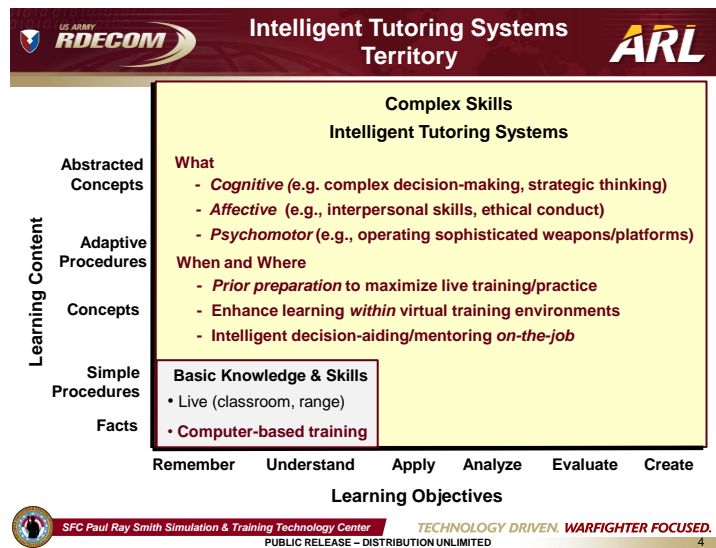 US ARMY
RDECOM
Intelligent Tutoring Systems
Territory
ARL
Complex Skills
Intelligent Tutoring Systems
Learning Content
Abstracted
Concepts
Adaptive
Procedures
Concepts
Simple
Procedures
Facts
What
- Cognitive (e.g. complex decision-making, strategic thinking)
- Affective (e.g., interpersonal skills, ethical conduct)
- Psychomotor (e.g., operating sophisticated weapons/platforms)
When and Where
- Prior preparation to maximize live training/practice
- Enhance learning within virtual training environments
- Intelligent decision-aiding/mentoring on-the-job
Basic Knowledge & Skills
• Live (classroom, range)
• Computer-based training
Remember Understand Apply Analyze Evaluate Create
Learning Objectives
SFC Paul Ray Smith Simulation & Training Technology Center
TECHNOLOGY DRIVEN. WARFIGHTER FOCUSED.
PUBLIC RELEASE – DISTRIBUTION UNLIMITED
4